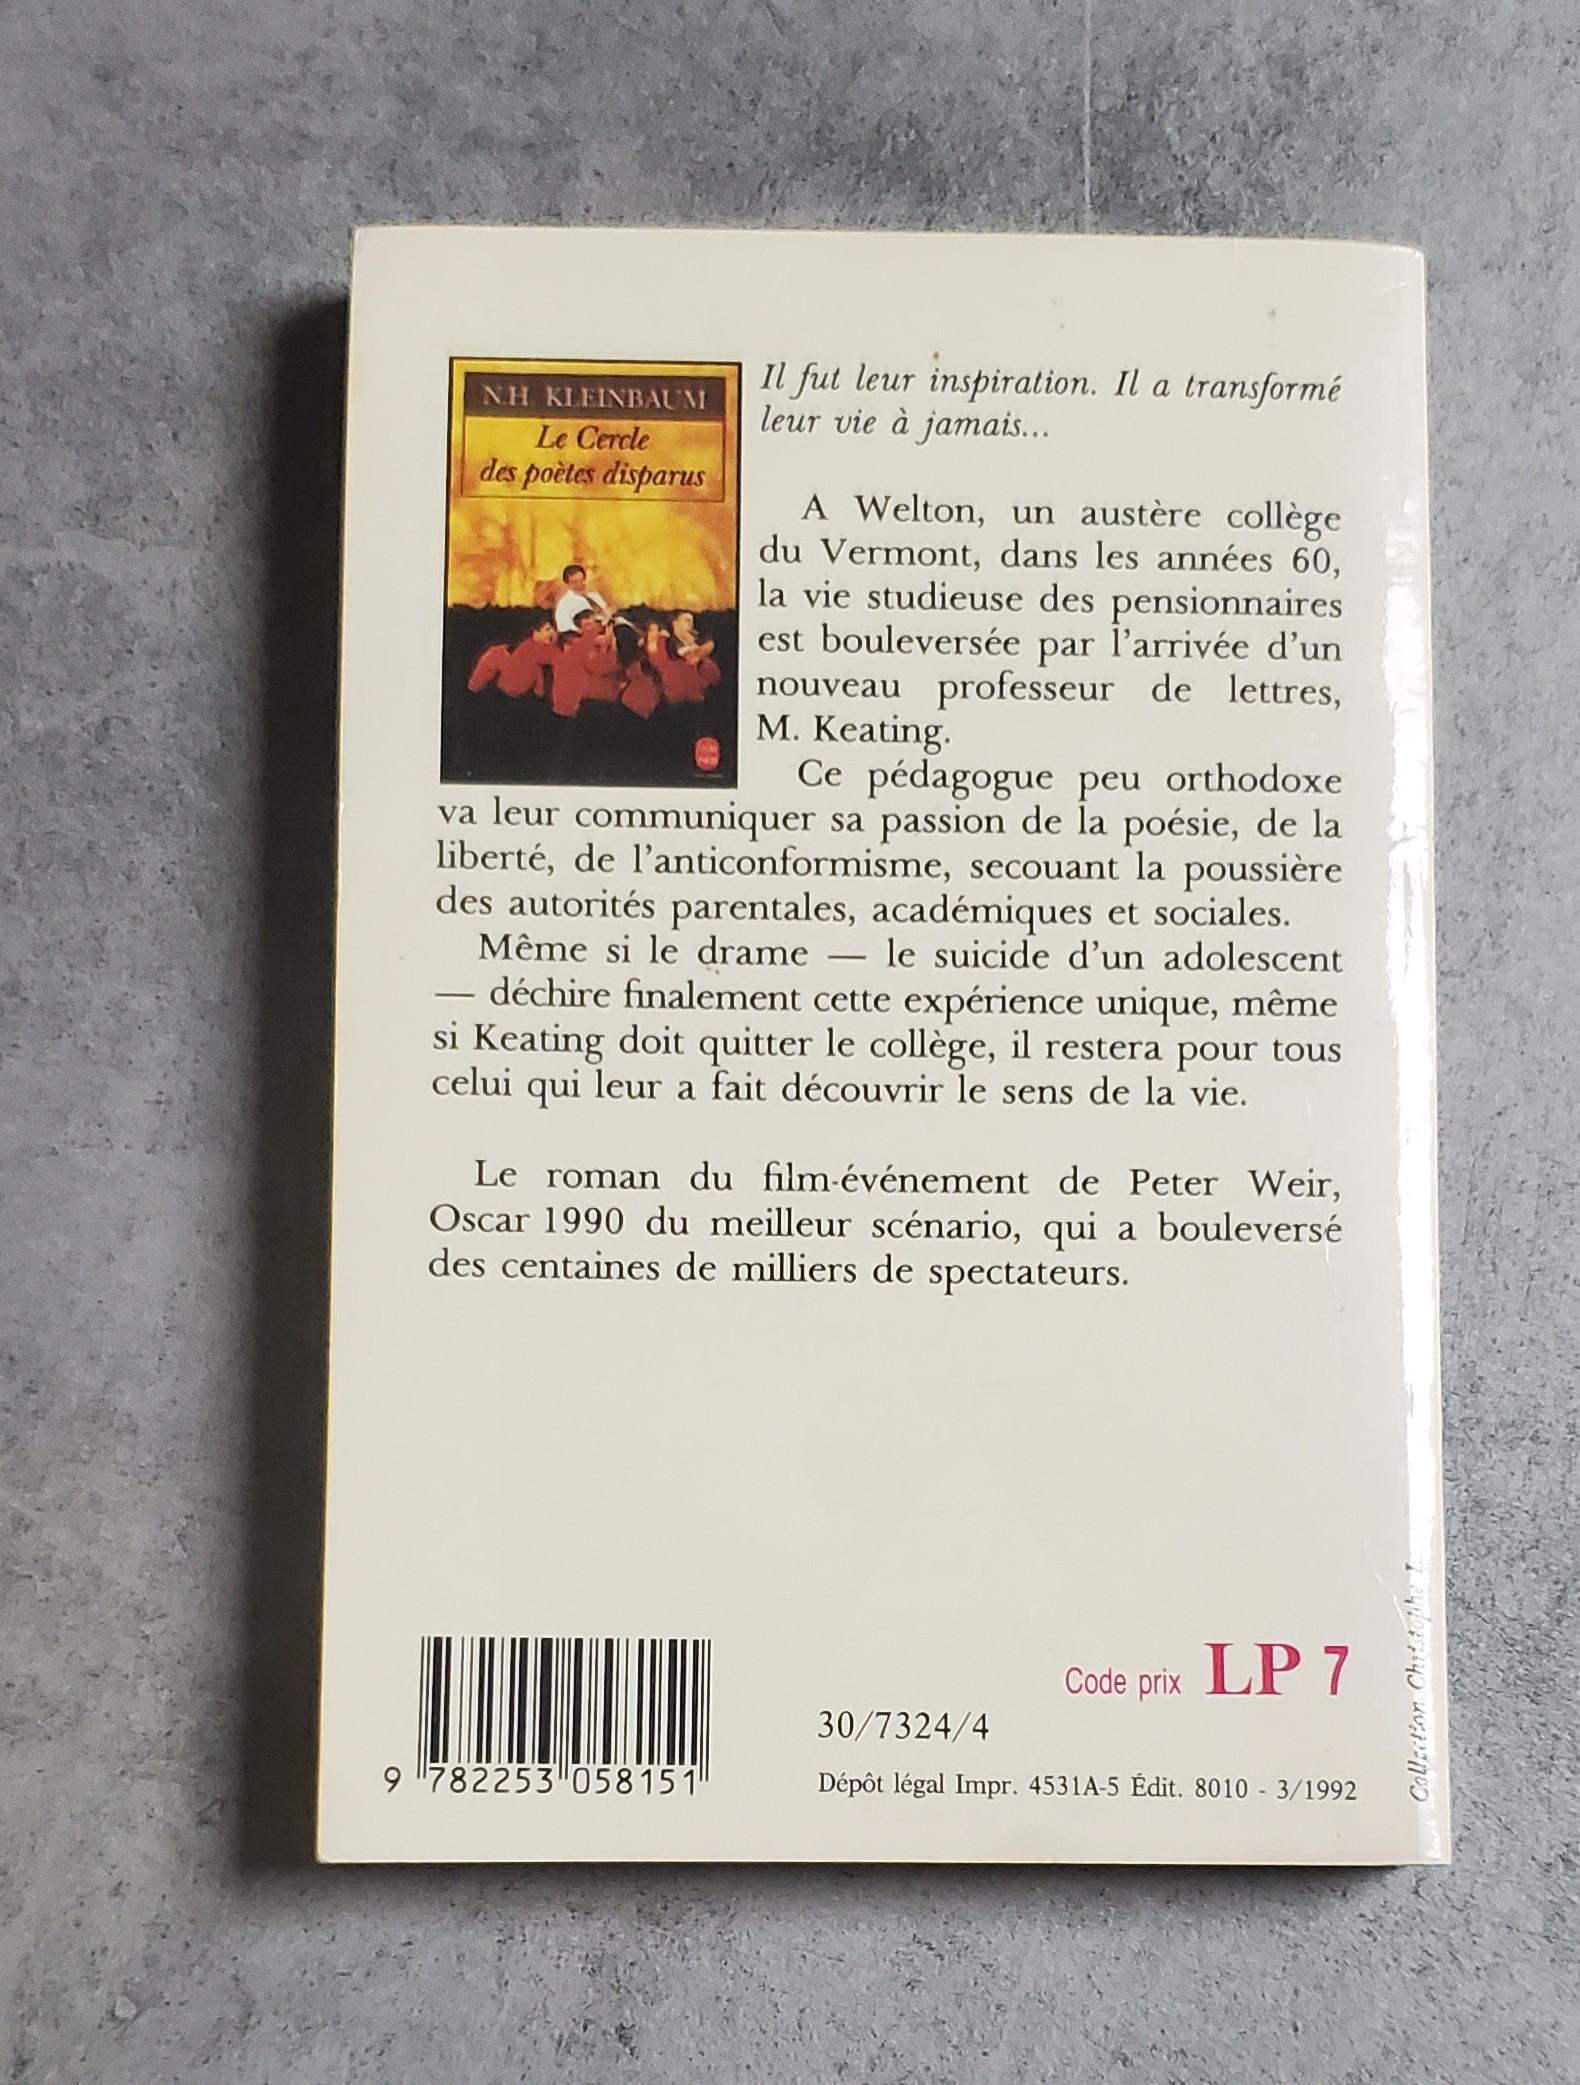 N.H. KLEINBAUM
Le Cercle
des poètes disparus
Il fut leur inspiration. Il a transformé
leur vie à jamais...
A Welton, un austère collège
du Vermont, dans les années 60,
la vie studieuse des pensionnaires
est bouleversée par l'arrivée d'un
nouveau professeur de lettres,
M. Keating.
Ce pédagogue peu orthodoxe
va leur communiquer sa passion de la poésie, de la
liberté, de l'anticonformisme, secouant la poussière
des autorités parentales, académiques et sociales.
Même si le drame — le suicide d'un adolescent
— déchire finalement cette expérience unique, même
si Keating doit quitter le collège, il restera pour tous
celui qui leur a fait découvrir le sens de la vie.
Le roman du film-événement de Peter Weir,
Oscar 1990 du meilleur scénario, qui a bouleversé
des centaines de milliers de spectateurs.
Code prix LP 7
30/7324/4
9 782253 058151
Dépôt légal Impr. 4531A-5 Édit. 8010 - 3/1992
Collection Christophe L.